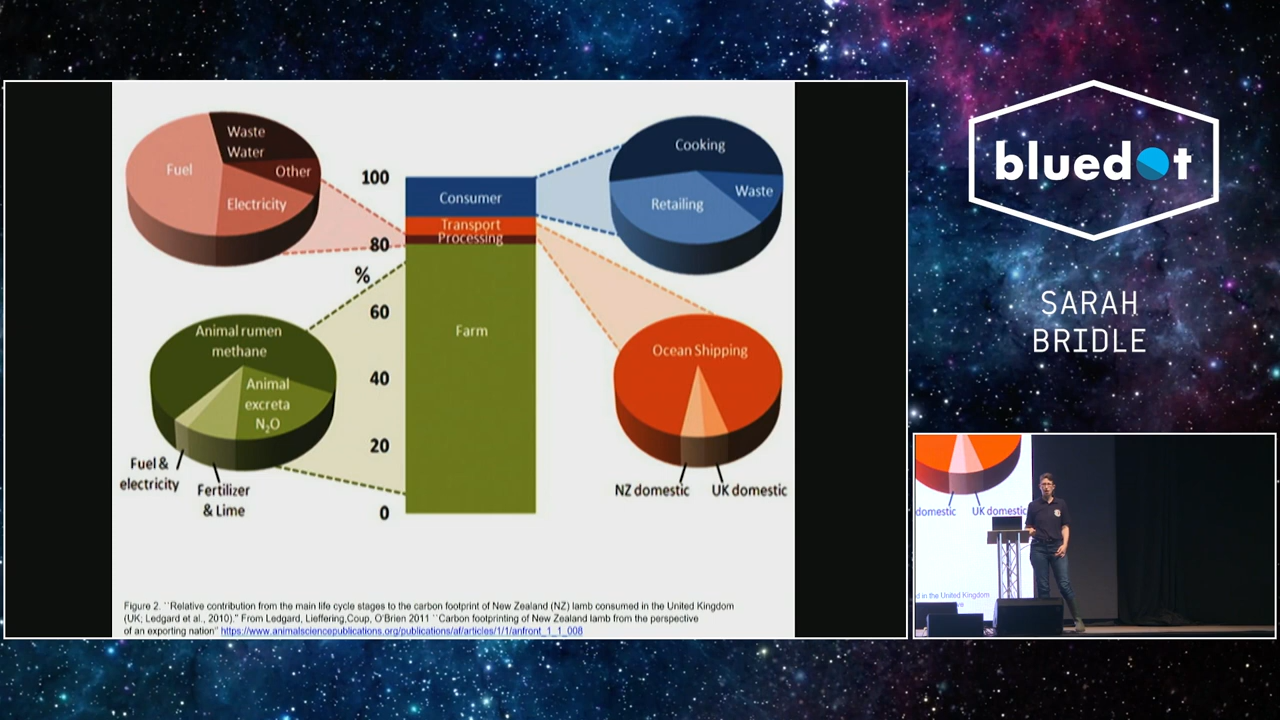 Waste
Water
Fuel
Other
Electricity
100
80
%
60
40
20
0
Consumer
Transport
Processing
Farm
Cooking
Waste
Retailing
Animal rumen
methane
Animal
excreta
N₂O
Fuel &
electricity
Fertilizer
& Lime
Ocean Shipping
NZ domestic
UK domestic
Figure 2. ``Relative contribution from the main life cycle stages to the carbon footprint of New Zealand (NZ) lamb consumed in the United Kingdom
(UK; Ledgard et al., 2010).” From Ledgard, Lieffering,Coup, O’Brien 2011 ``Carbon footprinting of New Zealand lamb from the perspective
of an exporting nation” https://www.animalsciencepublications.org/publications/af/articles/1/1/anfront_1_1_008
bluedot
SARAH
BRIDLE
domestic
UK domestic
d in the United Kingdom